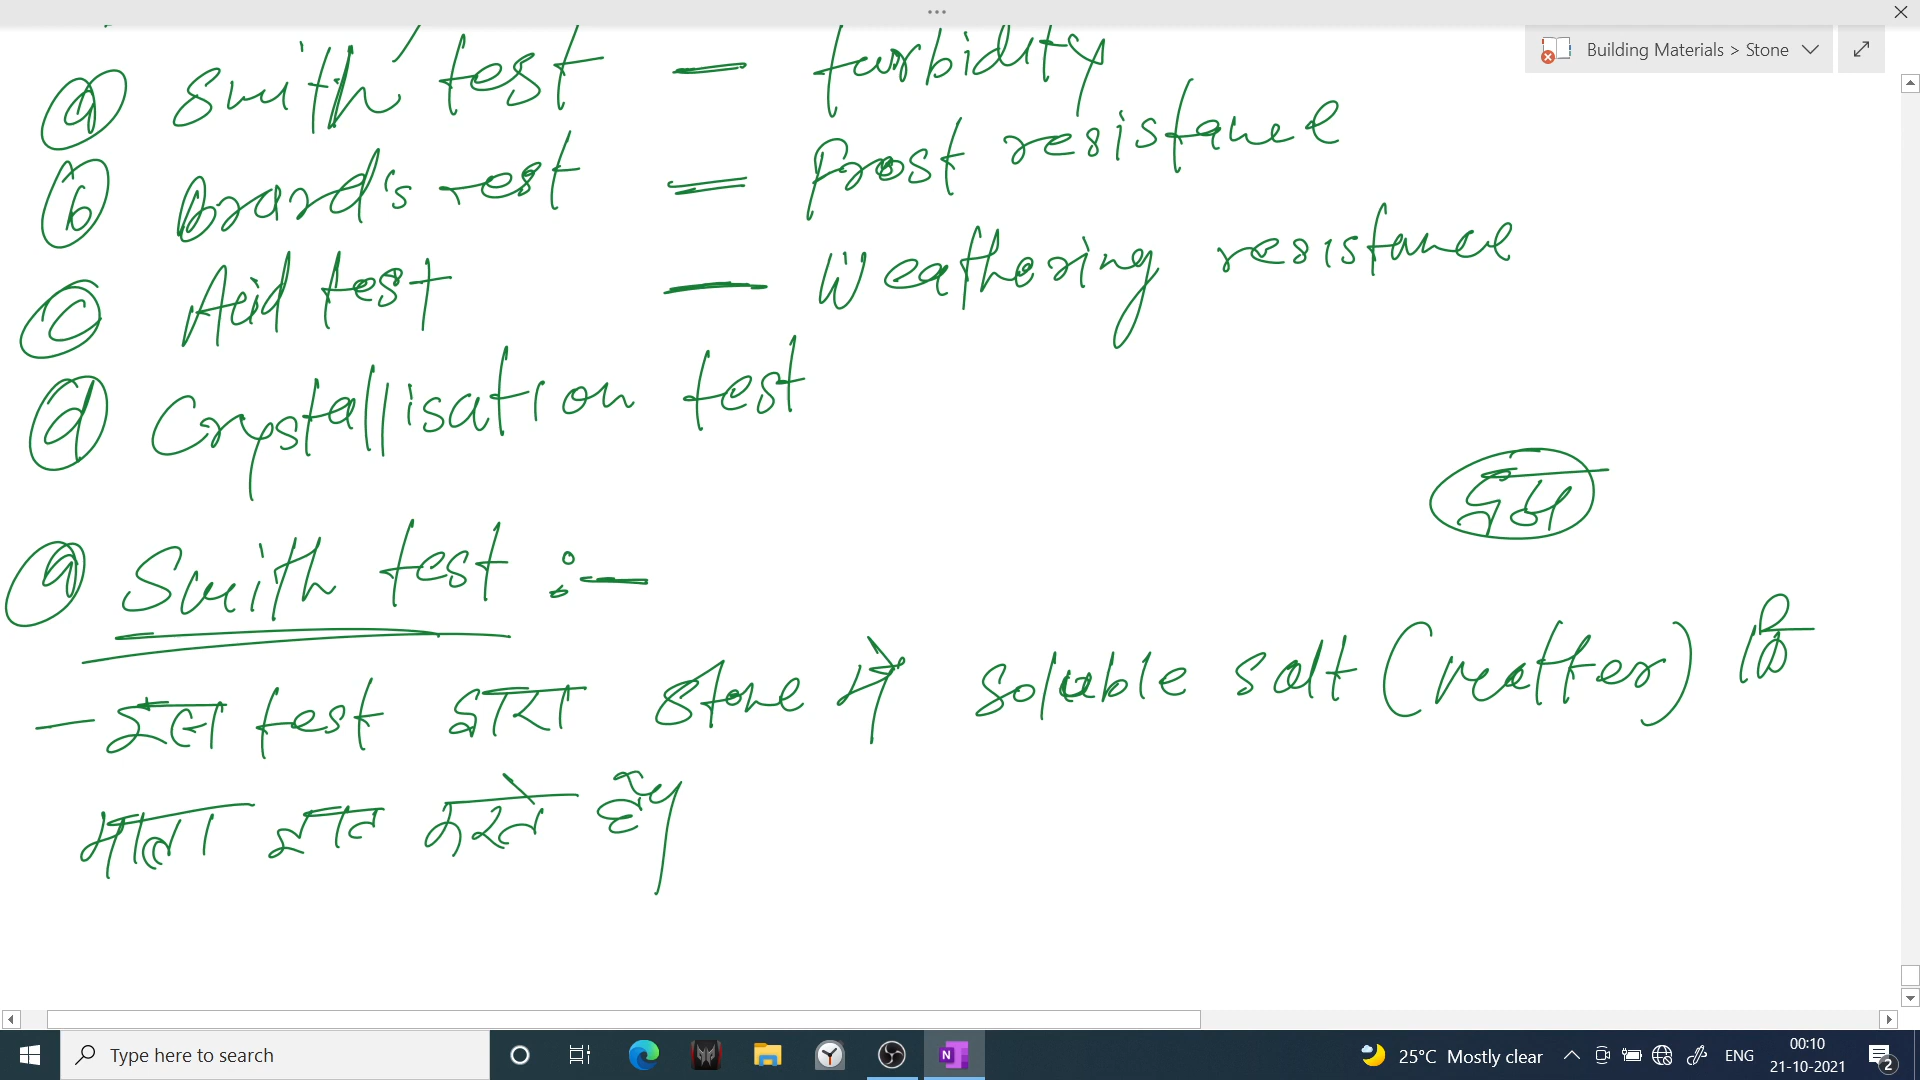 Building Materials > Stone
(a) Smith test — turbidity
(b) Brard's test = Frost resistance
(c) Acid test — Weathering resistance
(d) Crystallisation test
(a) Smith test :—
— इस test द्वारा stone में soluble salt (matter) कि
मात्रा ज्ञात करते हैं।
Type here to search
25°C Mostly clear
ENG
00:10
21-10-2021
2